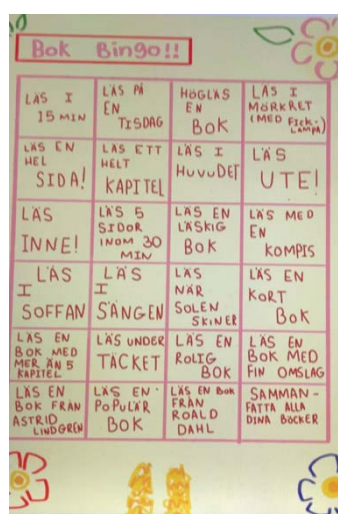 Bok Bingo!!
LÄS I
15 MIN
LÄS PÅ
EN
TISDAG
HÖGLÄS
EN
BOK
LÄS I
MÖRKRET
(MED FICK-
LAMPA)
LÄS EN
HEL
SIDA!
LÄS ETT
HELT
KAPITEL
LÄS I
HUVUDET
LÄS
UTE!
LÄS
INNE!
LÄS 5
SIDOR
INOM 30
MIN
LÄS EN
LÄSKIG
BOK
LÄS MED
EN
KOMPIS
LÄS
I
SOFFAN
LÄS
I
SÄNGEN
LÄS
NÄR
SOLEN
SKINER
LÄS EN
KORT
BOK
LÄS EN
BOK MED
MER ÄN 5
KAPITEL
LÄS UNDER
TÄCKET
LÄS EN
ROLIG
BOK
LÄS EN
BOK MED
FIN OMSLAG
LÄS EN
BOK FRÅN
ASTRID
LINDGREN
LÄS EN
POPULÄR
BOK
LÄS EN BOK
FRÅN
ROALD
DAHL
SAMMAN-
FATTA ALLA
DINA BÖCKER